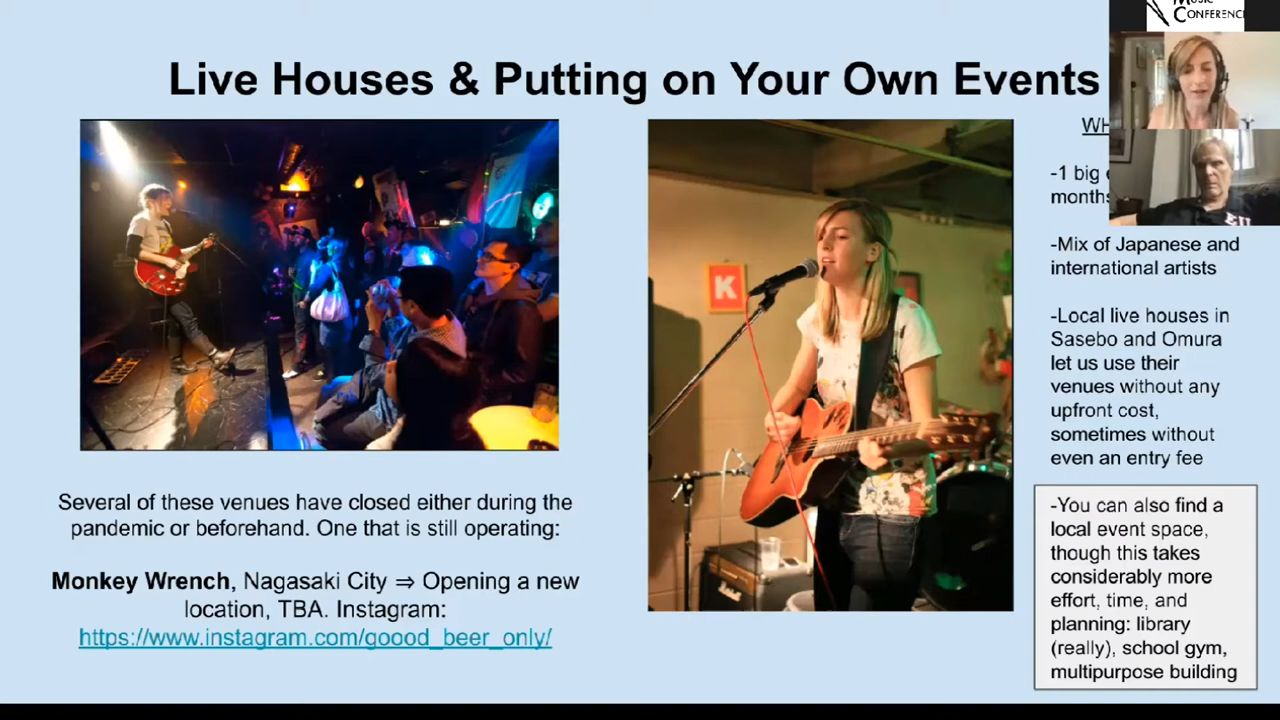 MUSIC
CONFERENCE
Live Houses & Putting on Your Own Events
WH
-1 big
months
-Mix of Japanese and
international artists
-Local live houses in
Sasebo and Omura
let us use their
venues without any
upfront cost,
sometimes without
even an entry fee
-You can also find a
local event space,
though this takes
considerably more
effort, time, and
planning: library
(really), school gym,
multipurpose building
K
Several of these venues have closed either during the
pandemic or beforehand. One that is still operating:
Monkey Wrench, Nagasaki City ⇒ Opening a new
location, TBA. Instagram:
https://www.instagram.com/goood_beer_only/